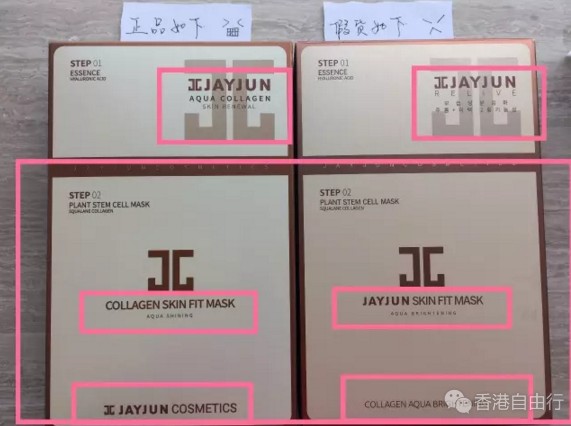 正品如下
假货如下
STEP 01
ESSENCE
HYALURONIC ACID
JAYJUN
AQUA COLLAGEN
SKIN RENEWAL
STEP 02
PLANT STEM CELL MASK
SQUALANE COLLAGEN
COLLAGEN SKIN FIT MASK
AQUA SHINING
JAYJUN COSMETICS
STEP 01
ESSENCE
HYALURONIC ACID
JAYJUN
STEP 02
PLANT STEM CELL MASK
SQUALANE COLLAGEN
JAYJUN SKIN FIT MASK
AQUA BRIGHTENING
COLLAGEN AQUA
香港自由行